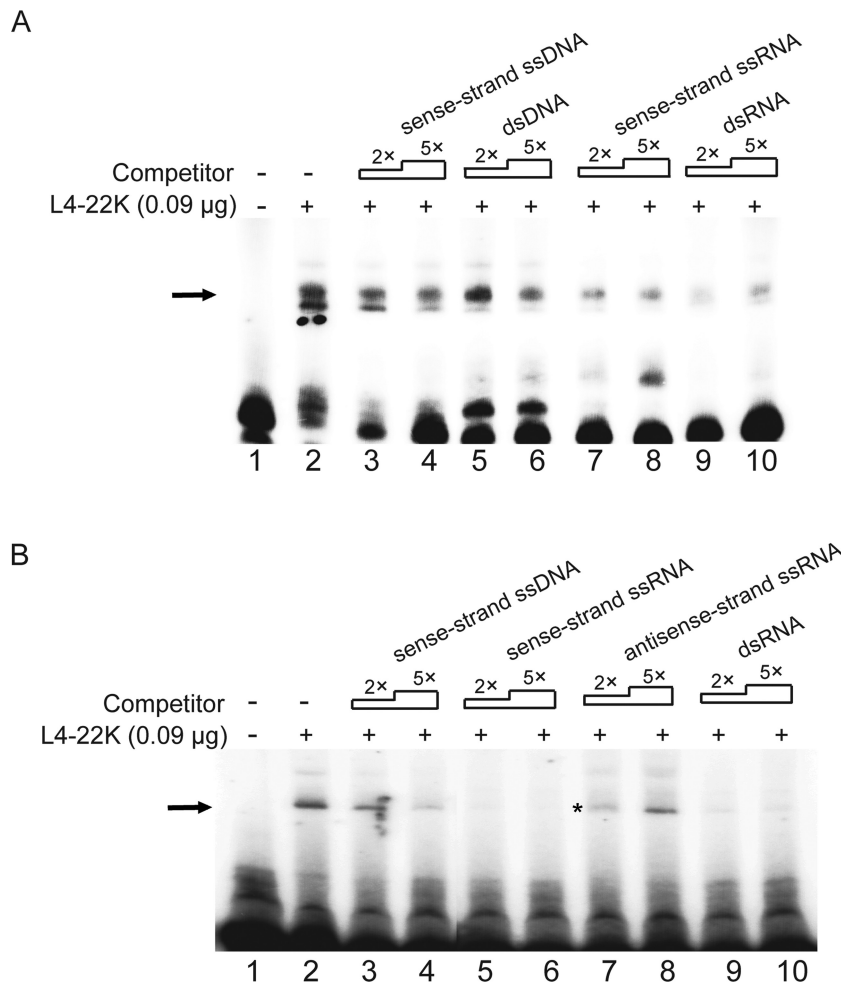 A
sense-strand ssDNA
dsDNA
sense-strand ssRNA
dsRNA
2× 5× 2× 5× 2× 5× 2× 5×
Competitor - -
L4-22K (0.09 µg) - + + + + + + + + +
1 2 3 4 5 6 7 8 9 10
B
sense-strand ssDNA
sense-strand ssRNA
antisense-strand ssRNA
dsRNA
2× 5× 2× 5× 2× 5× 2× 5×
Competitor - -
L4-22K (0.09 µg) - + + + + + + + + +
*
1 2 3 4 5 6 7 8 9 10